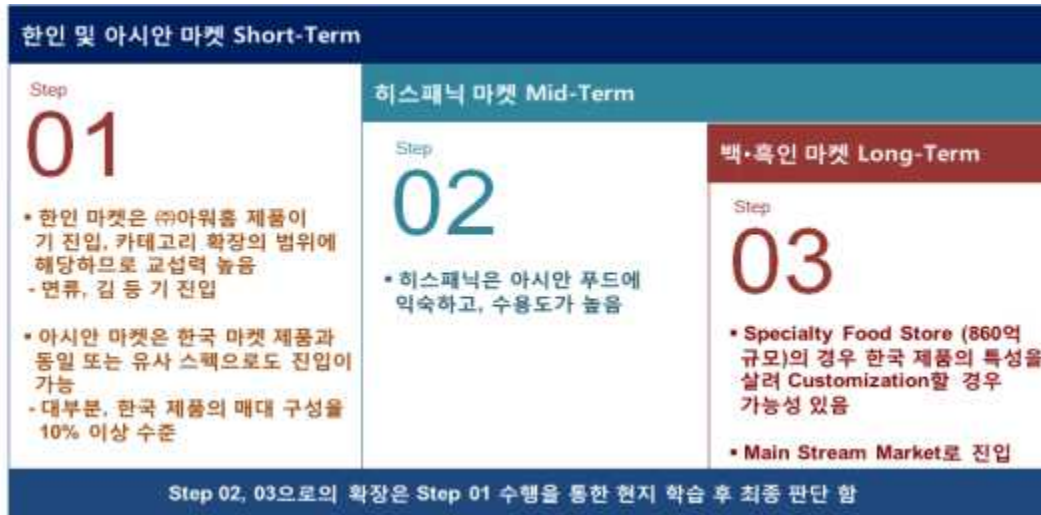 한인 및 아시안 마켓 Short-Term
Step
01
▪ 한인 마켓은 ㈜아워홈 제품이
기 진입, 카테고리 확장의 범위에
해당하므로 교섭력 높음
- 면류, 김 등 기 진입
▪ 아시안 마켓은 한국 마켓 제품과
동일 또는 유사 스펙으로도 진입이
가능
- 대부분, 한국 제품의 매대 구성율
10% 이상 수준
히스패닉 마켓 Mid-Term
Step
02
▪ 히스패닉은 아시안 푸드에
익숙하고, 수용도가 높음
백•흑인 마켓 Long-Term
Step
03
▪ Specialty Food Store (860억
규모)의 경우 한국 제품의 특성을
살려 Customization할 경우
가능성 있음
▪ Main Stream Market로 진입
Step 02, 03으로의 확장은 Step 01 수행을 통한 현지 학습 후 최종 판단 함